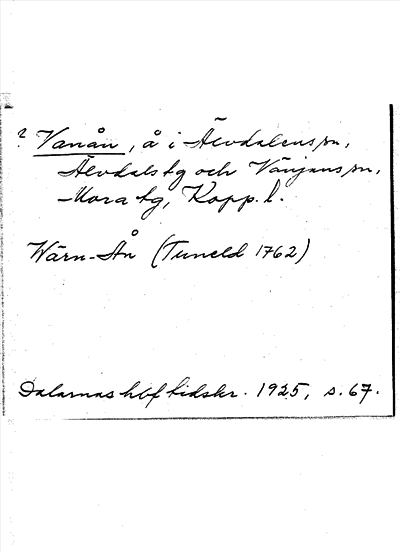 ? Vanån, å i Älvdalens sn,
Älvdals tg och Vänjans sn,
Mora tg, Kopp. l.
Wärn-Ån (Tuneld 1762)
Dalarnas hbf tidskr. 1925, s. 67.